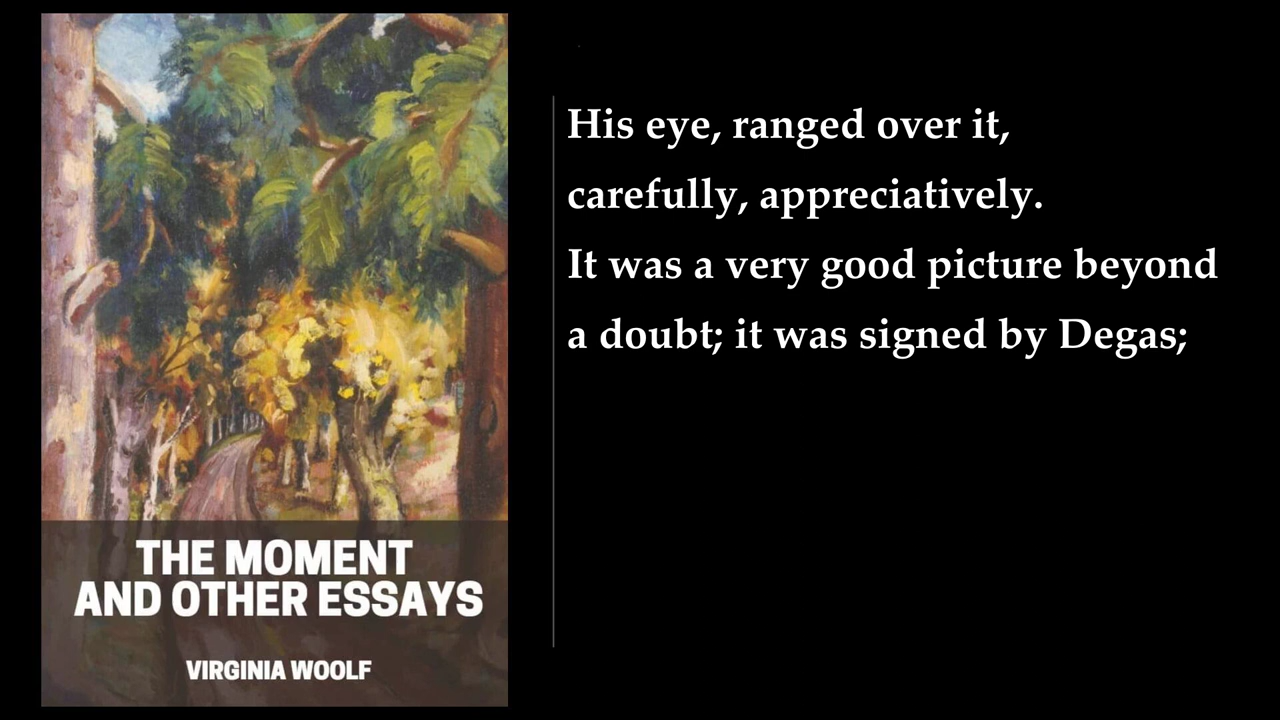 THE MOMENT
AND OTHER ESSAYS
VIRGINIA WOOLF
His eye, ranged over it,
carefully, appreciatively.
It was a very good picture beyond
a doubt; it was signed by Degas;